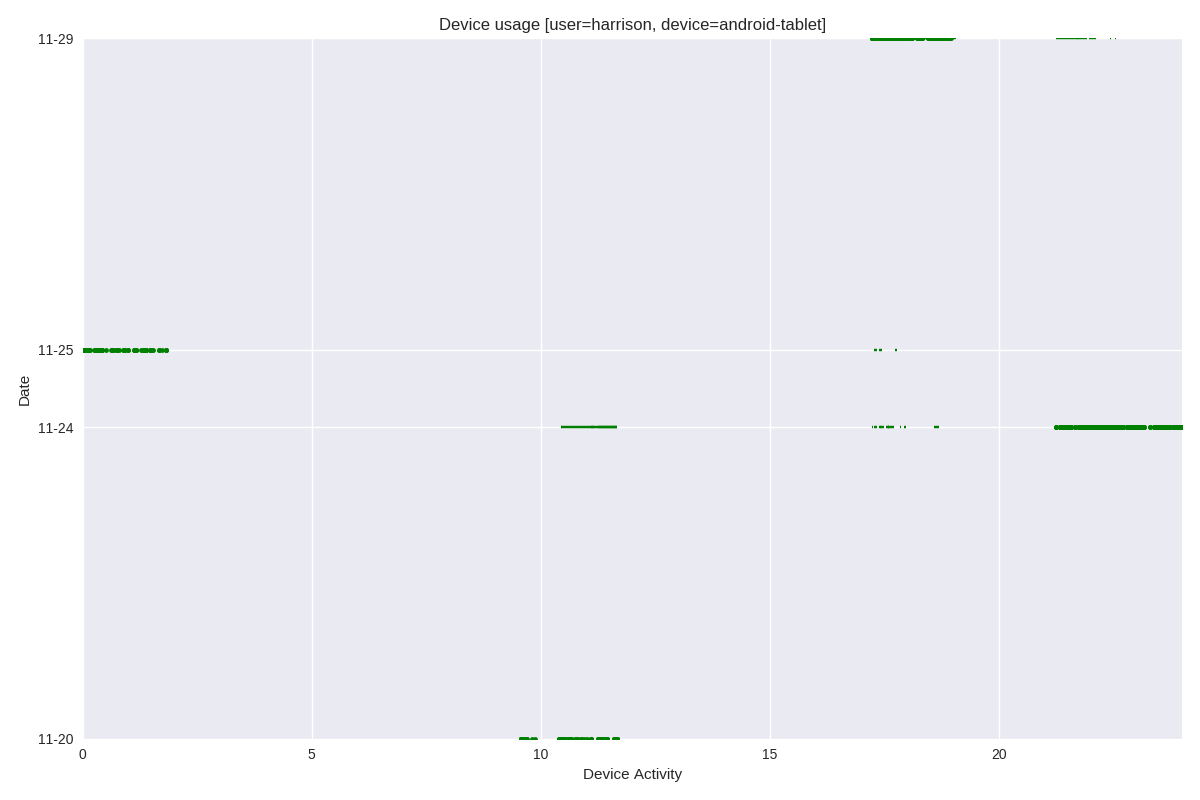 Device usage [user=harrison, device=android-tablet]
11-29
11-25
Date
11-24
11-20
0 5 10 15 20
Device Activity